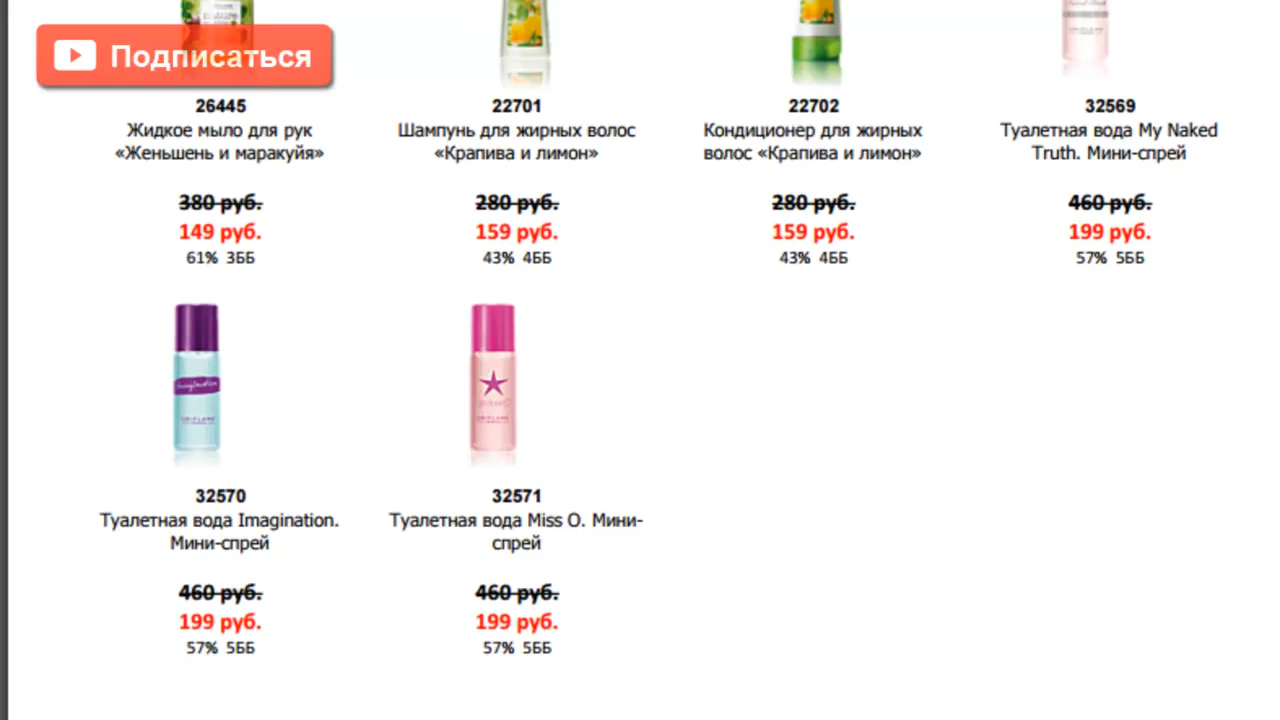 Подписаться
26445
Жидкое мыло для рук
«Женьшень и маракуйя»
380 руб.
149 руб.
61% 3ББ
22701
Шампунь для жирных волос
«Крапива и лимон»
280 руб.
159 руб.
43% 4ББ
22702
Кондиционер для жирных
волос «Крапива и лимон»
280 руб.
159 руб.
43% 4ББ
32569
Туалетная вода My Naked
Truth. Мини-спрей
460 руб.
199 руб.
57% 5ББ
Imagination
ORIFLAME
32570
Туалетная вода Imagination.
Мини-спрей
460 руб.
199 руб.
57% 5ББ
ORIFLAME
32571
Туалетная вода Miss O. Мини-
спрей
460 руб.
199 руб.
57% 5ББ